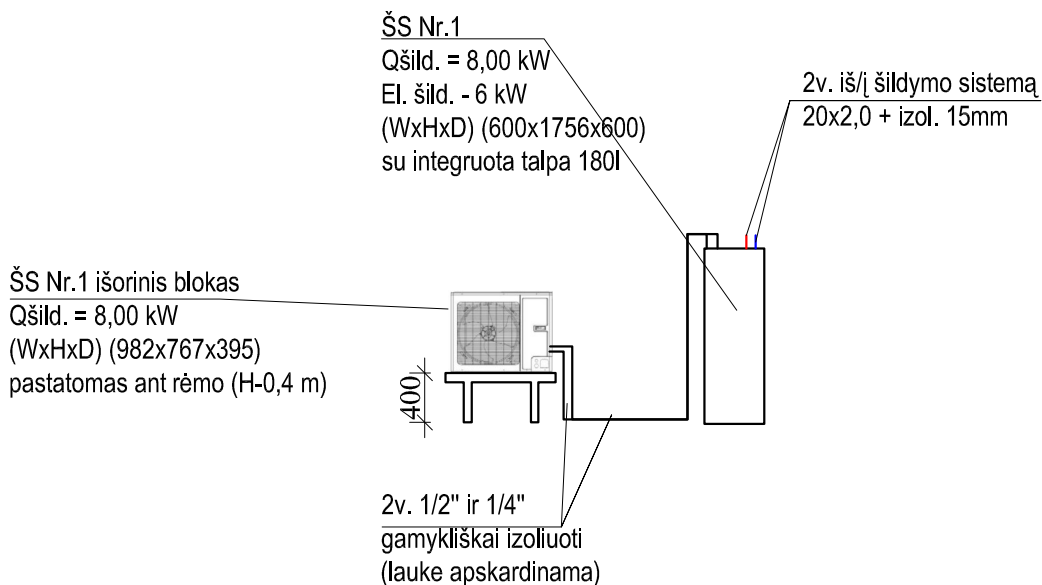 ŠS Nr.1
Qšild. = 8,00 kW
El. šild. - 6 kW
(WxHxD) (600x1756x600)
su integruota talpa 180l
2v. iš/į šildymo sistemą
20x2,0 + izol. 15mm
ŠS Nr.1 išorinis blokas
Qšild. = 8,00 kW
(WxHxD) (982x767x395)
pastatomas ant rėmo (H-0,4 m)
400
2v. 1/2" ir 1/4"
gamykliškai izoliuoti
(lauke apskardinama)